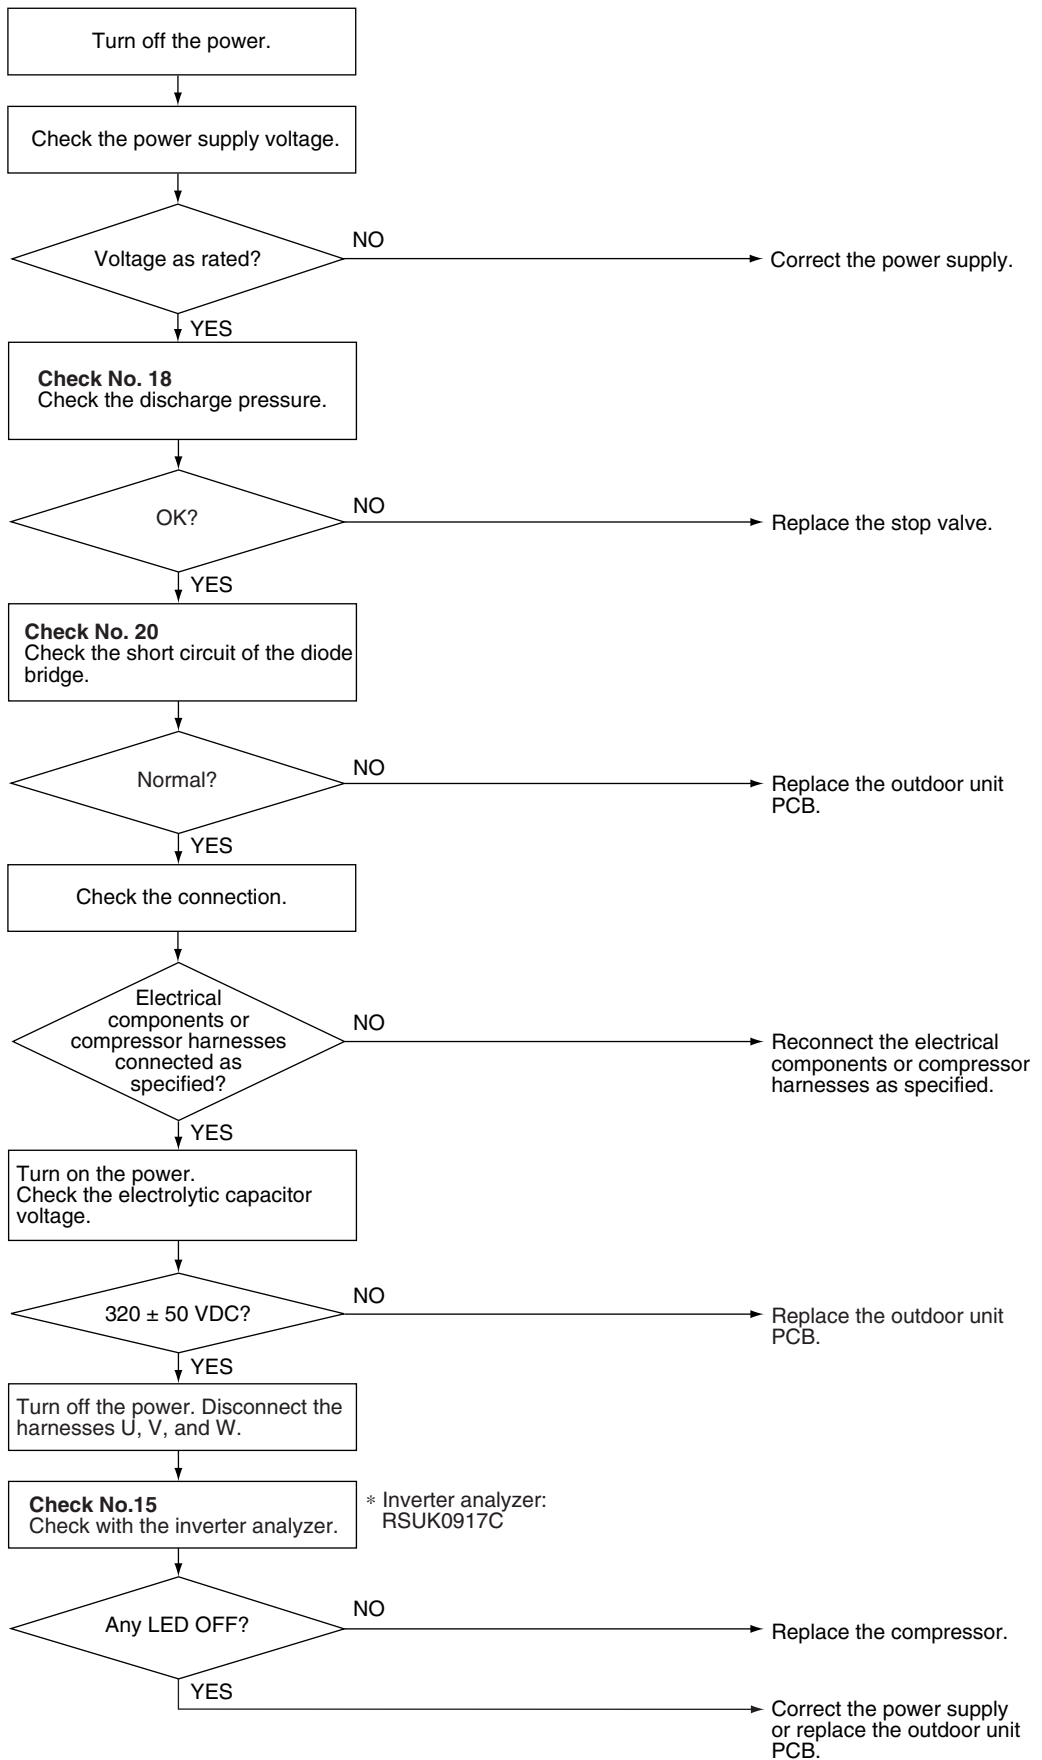 Turn off the power.
Check the power supply voltage.
Voltage as rated?
NO
Correct the power supply.
YES
Check No. 18
Check the discharge pressure.
OK?
NO
Replace the stop valve.
YES
Check No. 20
Check the short circuit of the diode
bridge.
Normal?
NO
Replace the outdoor unit
PCB.
YES
Check the connection.
Electrical
components or
compressor harnesses
connected as
specified?
NO
Reconnect the electrical
components or compressor
harnesses as specified.
YES
Turn on the power.
Check the electrolytic capacitor
voltage.
320 ± 50 VDC?
NO
Replace the outdoor unit
PCB.
YES
Turn off the power. Disconnect the
harnesses U, V, and W.
Check No.15
Check with the inverter analyzer.
* Inverter analyzer:
RSUK0917C
Any LED OFF?
NO
Replace the compressor.
YES
Correct the power supply
or replace the outdoor unit
PCB.